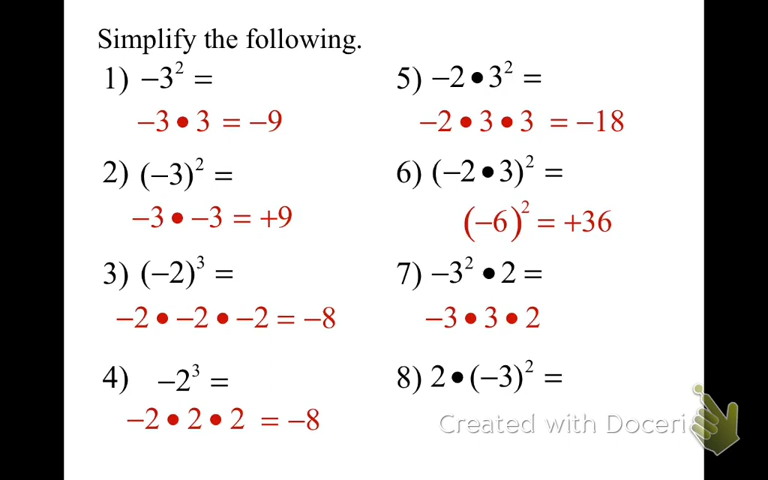 Simplify the following.
1) −3² =
−3 • 3 = −9
2) (−3)² =
−3 • −3 = +9
3) (−2)³ =
−2 • −2 • −2 = −8
4) −2³ =
−2 • 2 • 2 = −8
5) −2 • 3² =
−2 • 3 • 3 = −18
6) (−2 • 3)² =
(−6)² = +36
7) −3² • 2 =
−3 • 3 • 2
8) 2 • (−3)² =
Created with Doceri